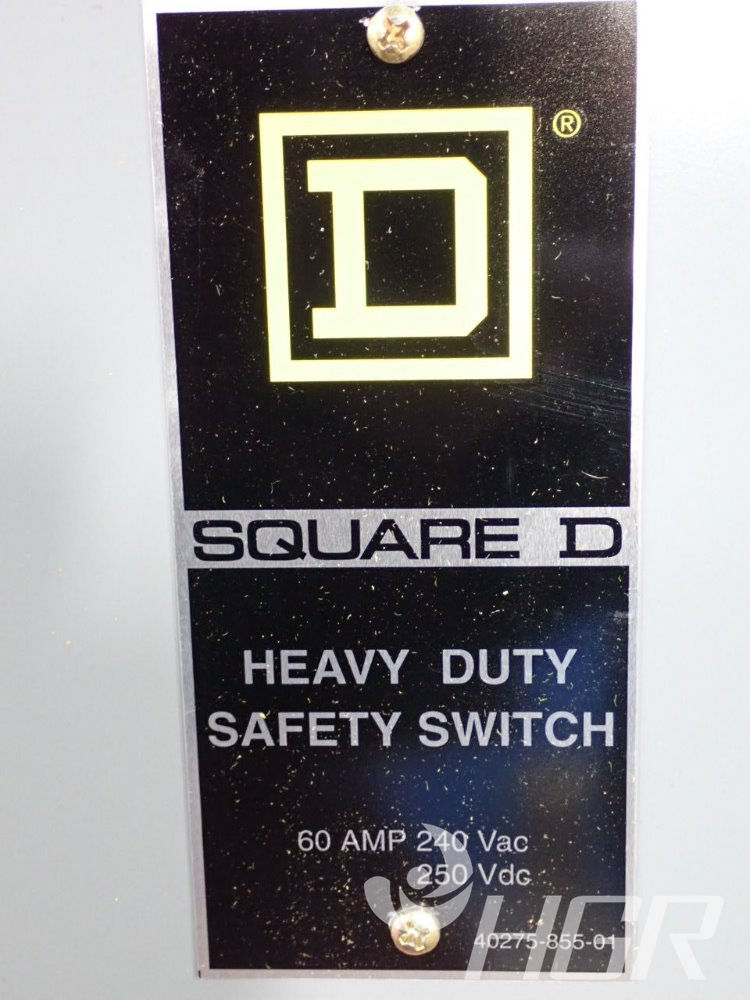 D ®
SQUARE D
HEAVY DUTY
SAFETY SWITCH
60 AMP 240 Vac
250 Vdc
40275-855-01
HGR